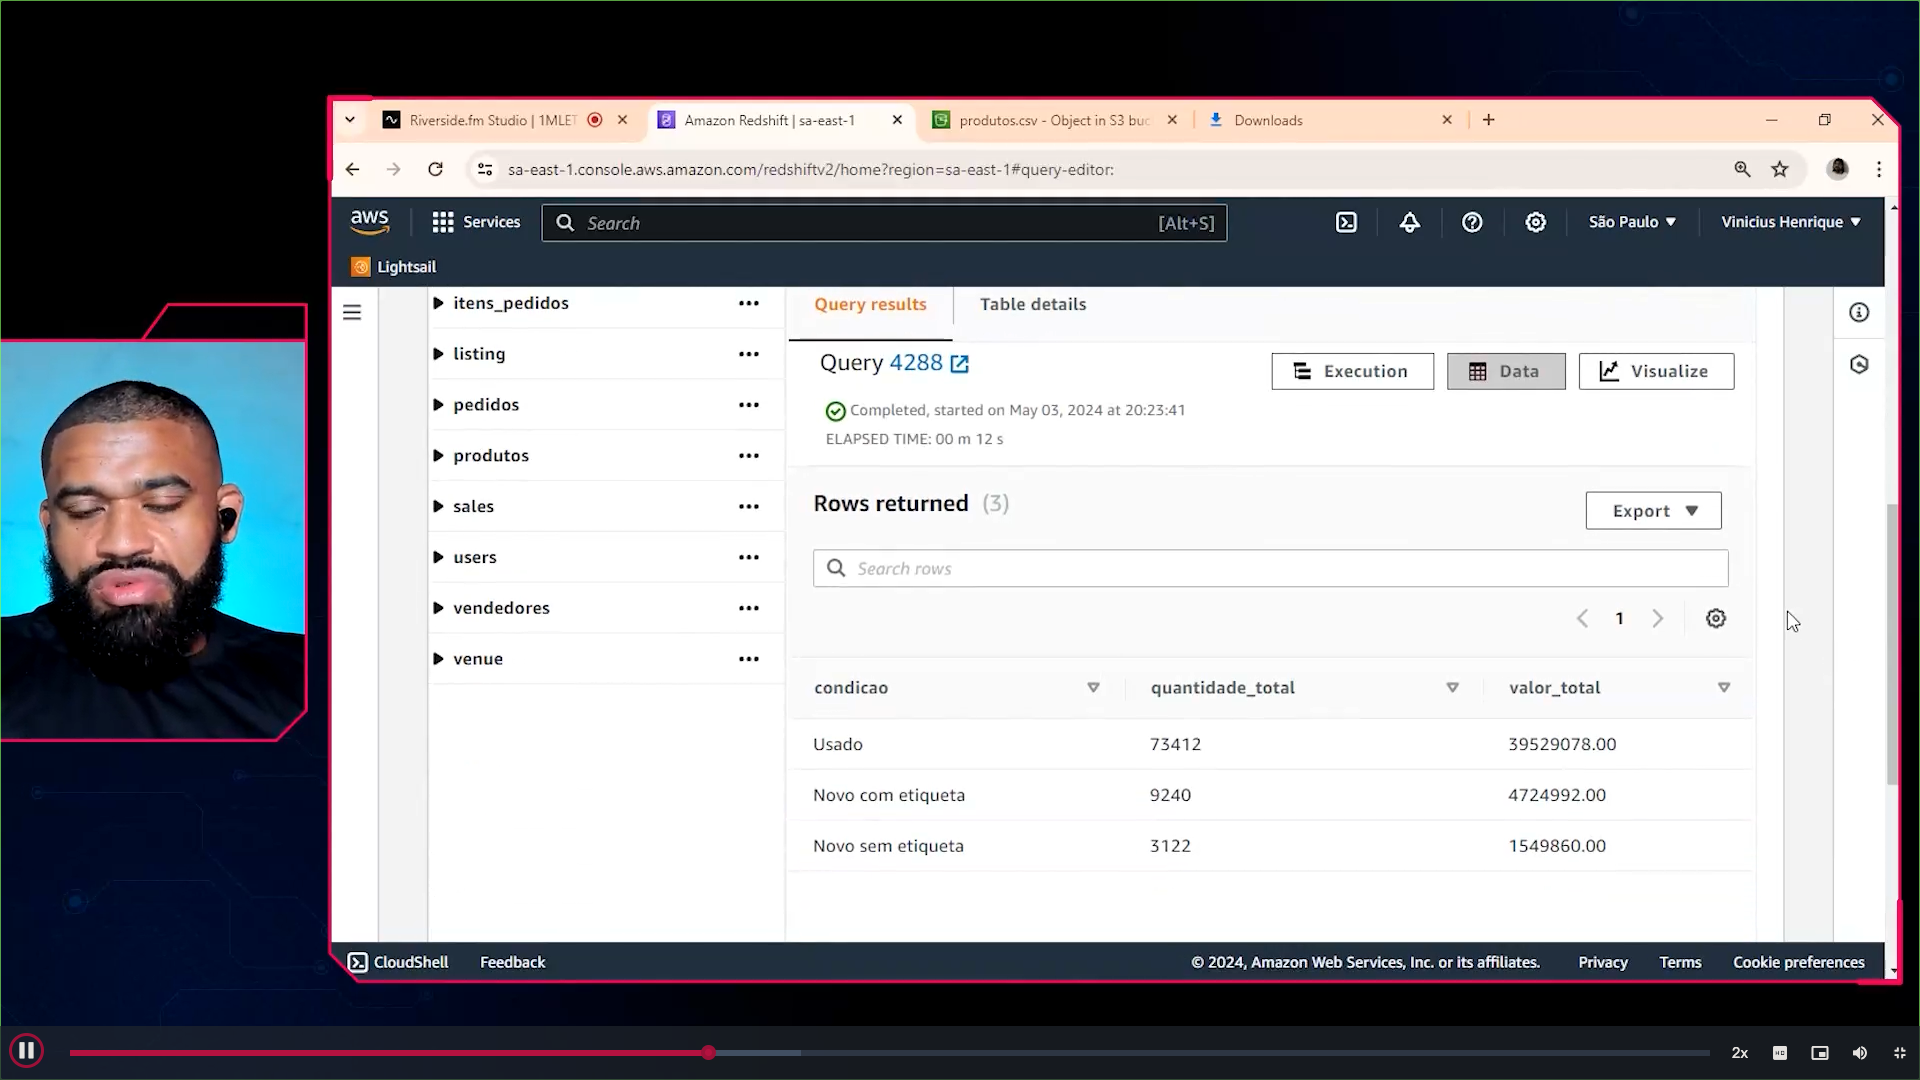 Riverside.fm Studio | 1MLET
Amazon Redshift | sa-east-1
produtos.csv - Object in S3 buc
Downloads
sa-east-1.console.aws.amazon.com/redshiftv2/home?region=sa-east-1#query-editor:
aws
Services
Search
[Alt+S]
São Paulo
Vinicius Henrique
Lightsail
itens_pedidos
listing
pedidos
produtos
sales
users
vendedores
venue
Query results
Table details
Query 4288
Execution
Data
Visualize
Completed, started on May 03, 2024 at 20:23:41
ELAPSED TIME: 00 m 12 s
Rows returned (3)
Export
Search rows
1
condicao quantidade_total valor_total
Usado 73412 39529078.00
Novo com etiqueta 9240 4724992.00
Novo sem etiqueta 3122 1549860.00
CloudShell
Feedback
© 2024, Amazon Web Services, Inc. or its affiliates.
Privacy
Terms
Cookie preferences
2x
HD